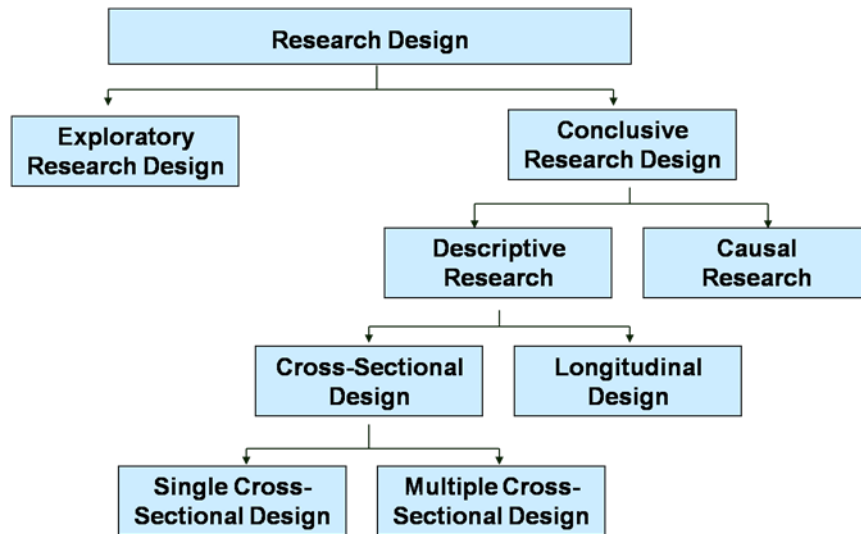 Research Design
Exploratory
Research Design
Conclusive
Research Design
Descriptive
Research
Causal
Research
Cross-Sectional
Design
Longitudinal
Design
Single Cross-
Sectional Design
Multiple Cross-
Sectional Design